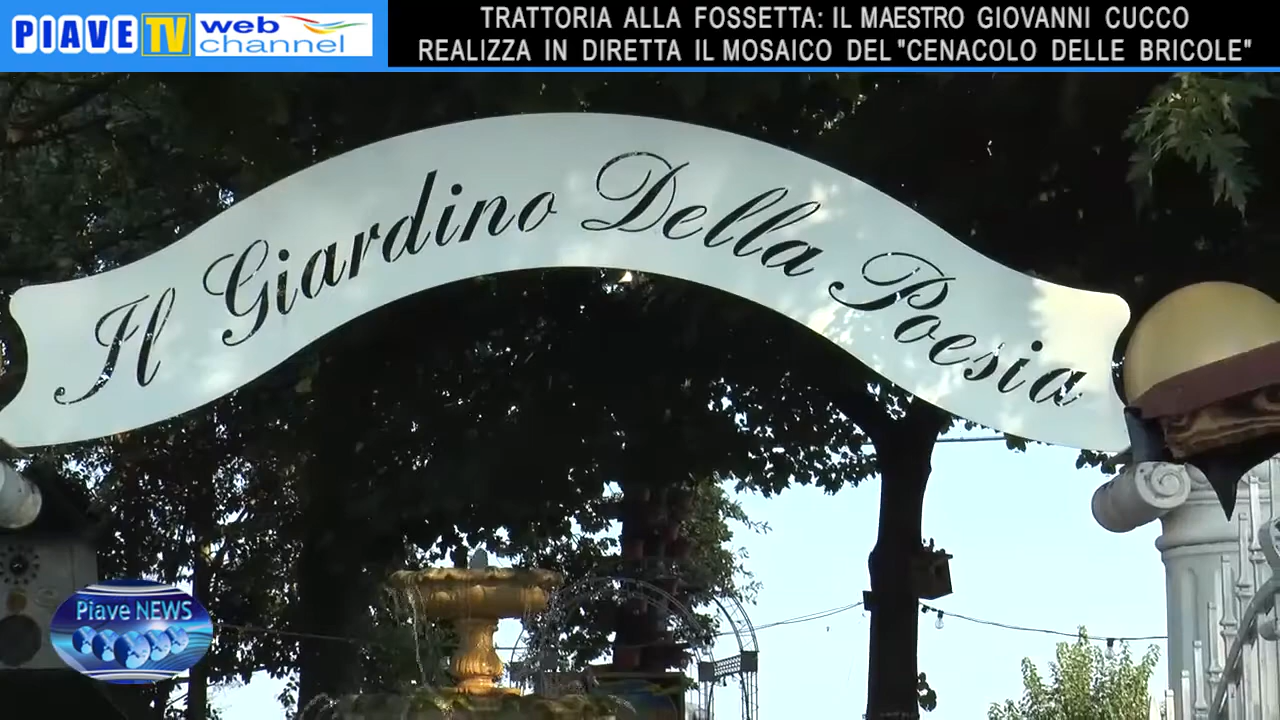 PIAVE TV web channel
TRATTORIA ALLA FOSSETTA: IL MAESTRO GIOVANNI CUCCO
REALIZZA IN DIRETTA IL MOSAICO DEL "CENACOLO DELLE BRICOLE"
Il Giardino Della Poesia
Piave NEWS